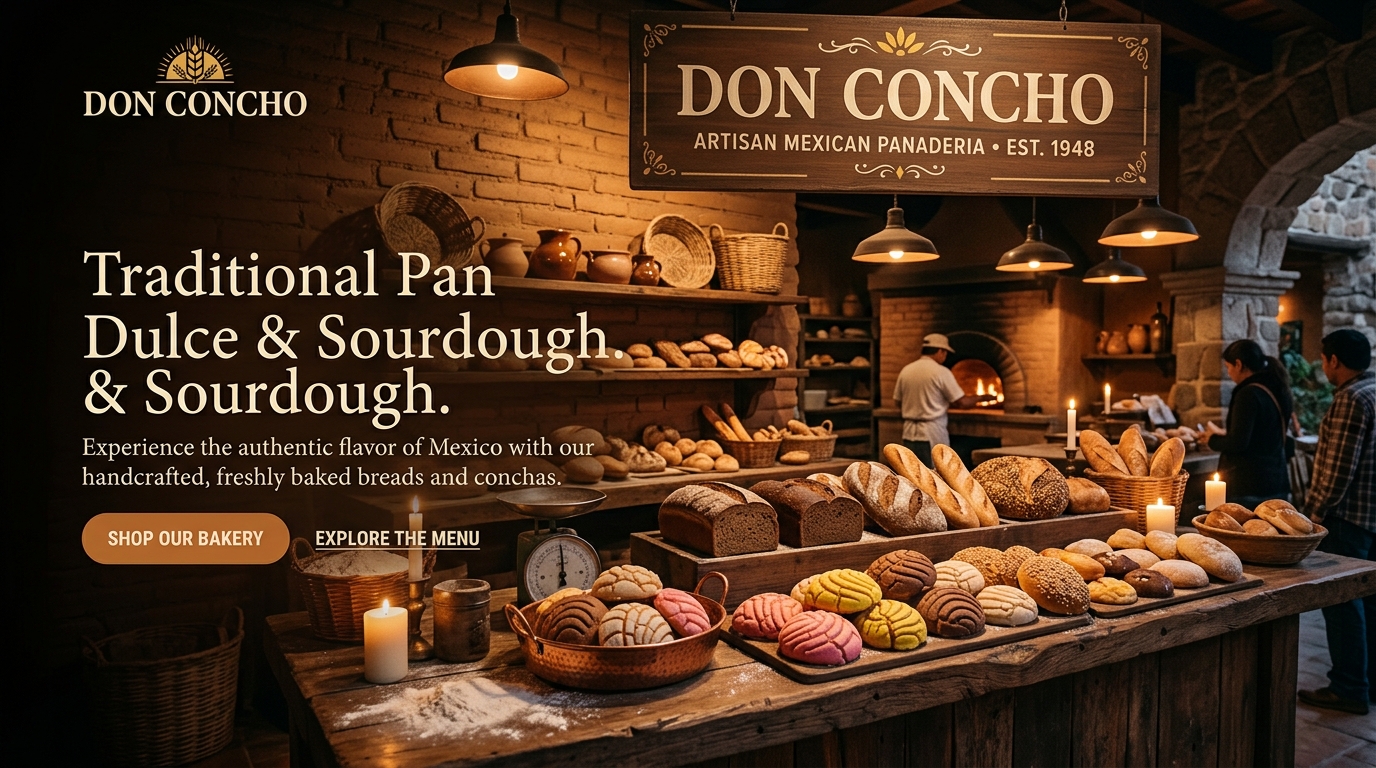 DON CONCHO
DON CONCHO
ARTISAN MEXICAN PANADERIA • EST. 1948
Traditional Pan
Dulce & Sourdough.
& Sourdough.
Experience the authentic flavor of Mexico with our
handcrafted, freshly baked breads and conchas.
SHOP OUR BAKERY
EXPLORE THE MENU